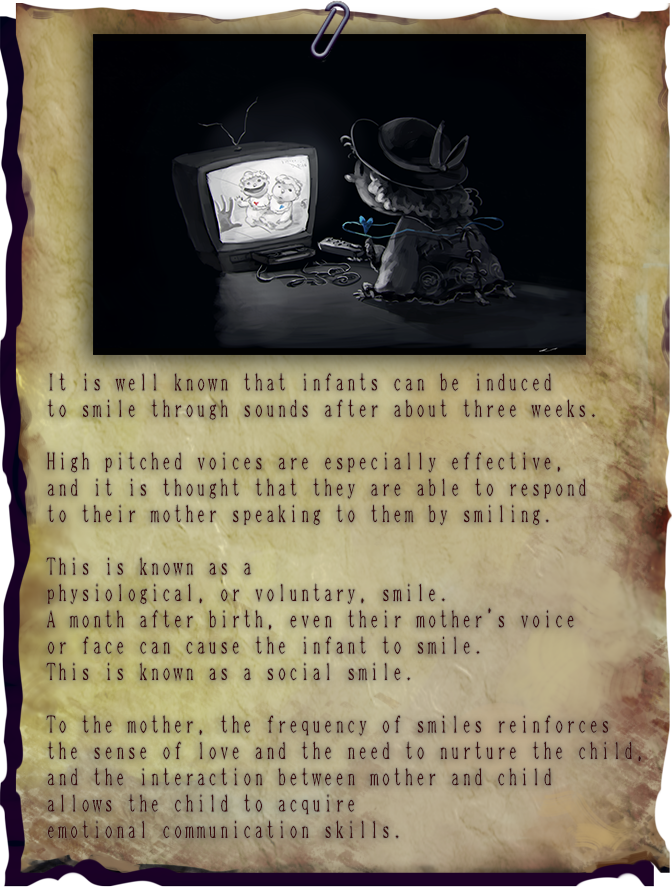 It is well known that infants can be induced
to smile through sounds after about three weeks.
High pitched voices are especially effective,
and it is thought that they are able to respond
to their mother speaking to them by smiling.
This is known as a
physiological, or voluntary, smile.
A month after birth, even their mother's voice
or face can cause the infant to smile.
This is known as a social smile.
To the mother, the frequency of smiles reinforces
the sense of love and the need to nurture the child,
and the interaction between mother and child
allows the child to acquire
emotional communication skills.